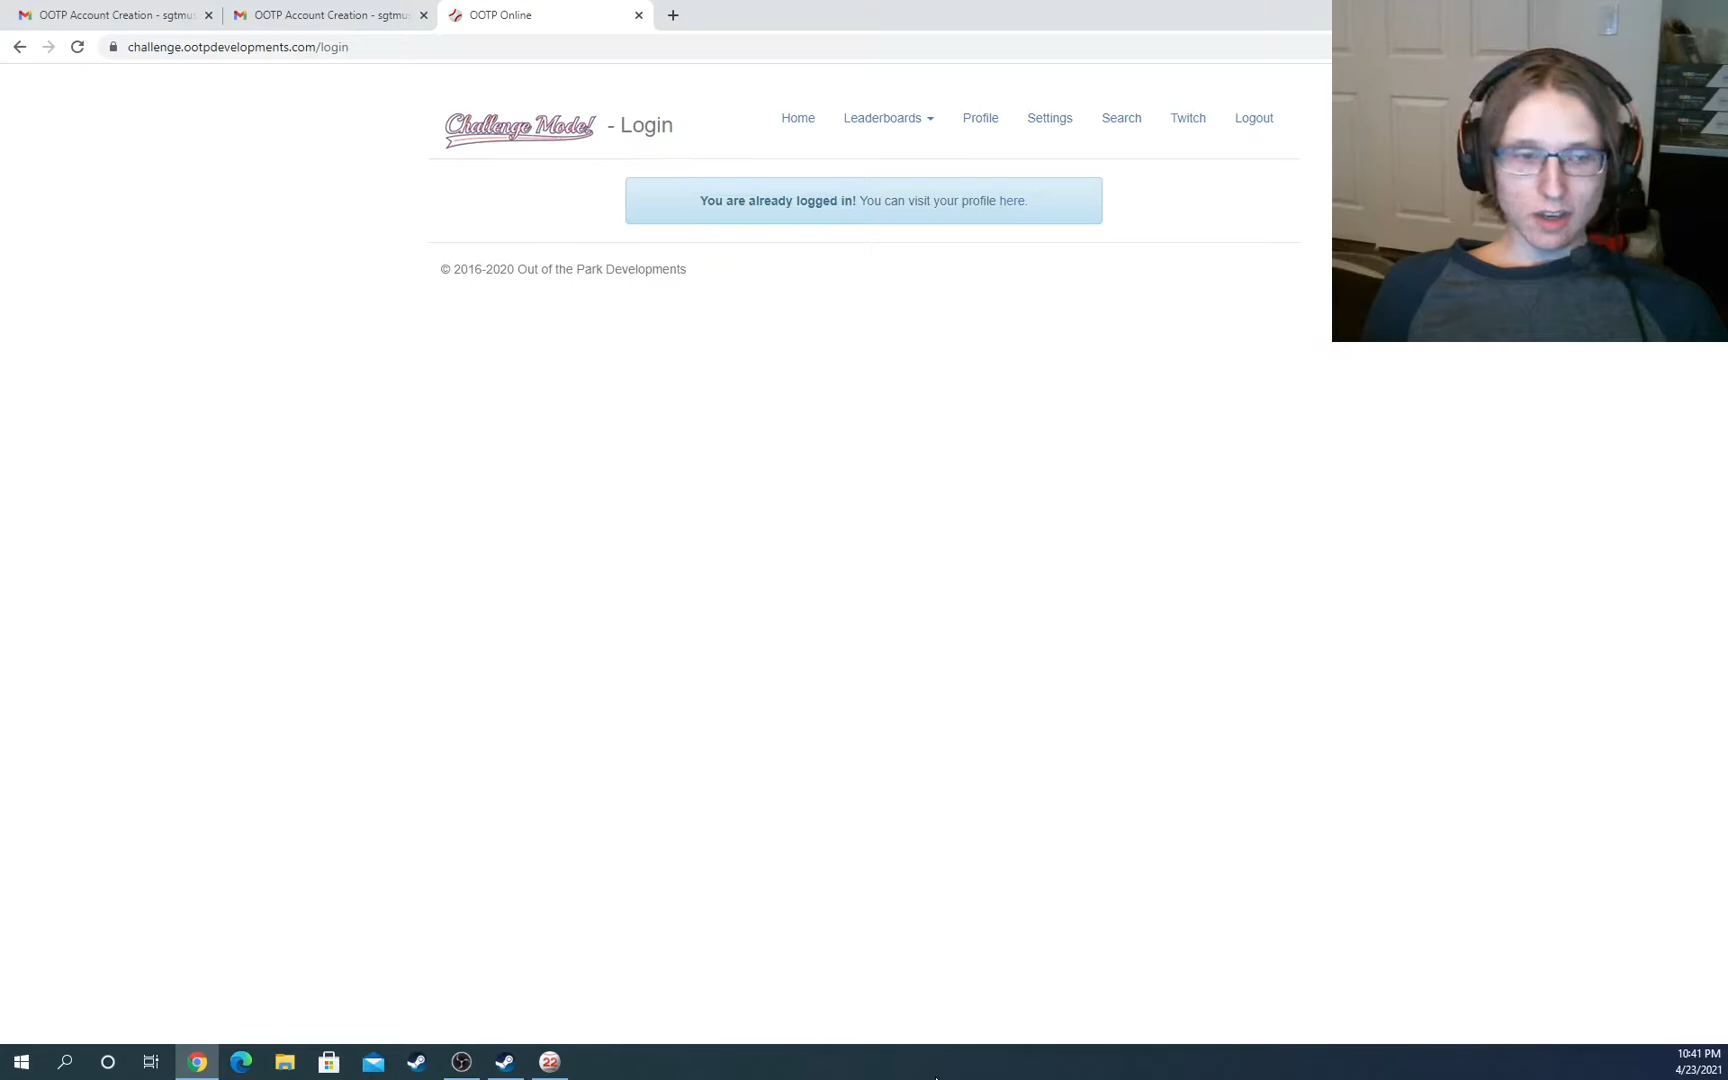 OOTP Account Creation - sgtmu
OOTP Account Creation - sgtmu
OOTP Online
challenge.ootpdevelopments.com/login
Challenge Mode! - Login
Home Leaderboards Profile Settings Search Twitch Logout
You are already logged in! You can visit your profile here.
© 2016-2020 Out of the Park Developments
22
10:41 PM
4/23/2021